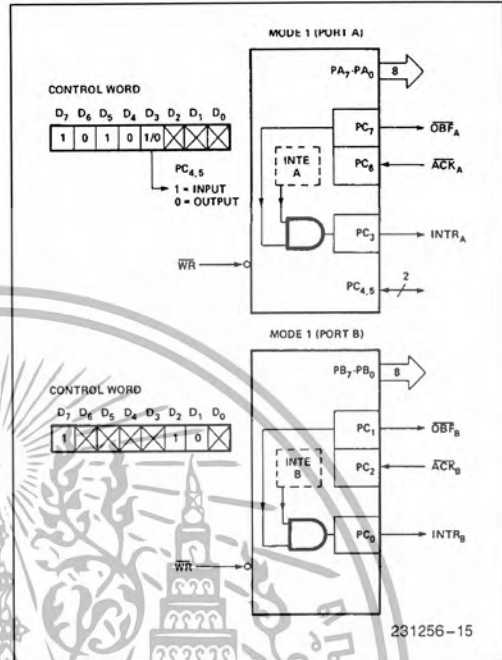 MODE 1 (PORT A)
PA7-PA0
8
CONTROL WORD
D7 D6 D5 D4 D3 D2 D1 D0
1 0 1 0 1/0
PC4,5
1 = INPUT
0 = OUTPUT
INTE
A
PC7
OBFA
PC6
ACKA
PC3
INTRA
WR
PC4,5
2
MODE 1 (PORT B)
PB7-PB0
8
CONTROL WORD
D7 D6 D5 D4 D3 D2 D1 D0
1 1 0
INTE
B
PC1
OBFB
PC2
ACKB
PC0
INTRB
WR
231256-15